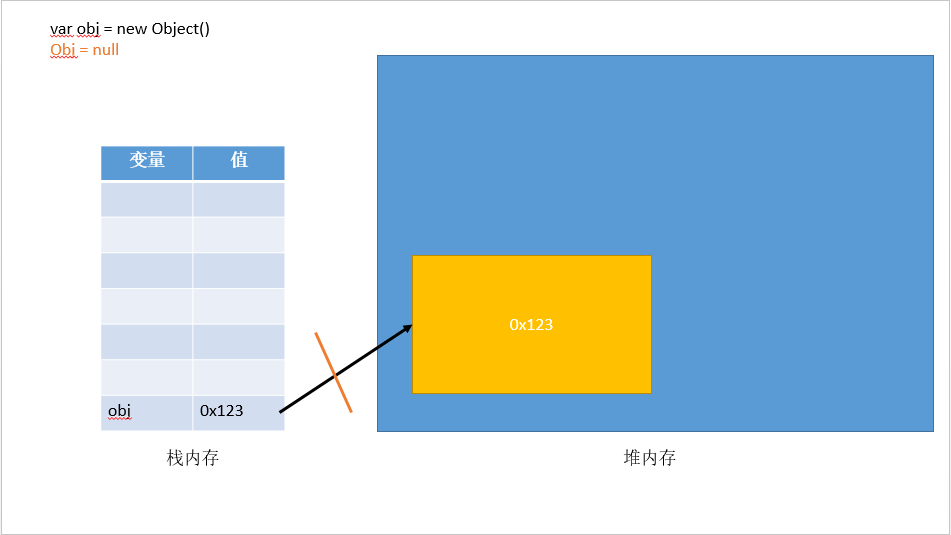 var obj = new Object()
Obj = null
变量 值
0x123
obj 0x123
栈内存 堆内存